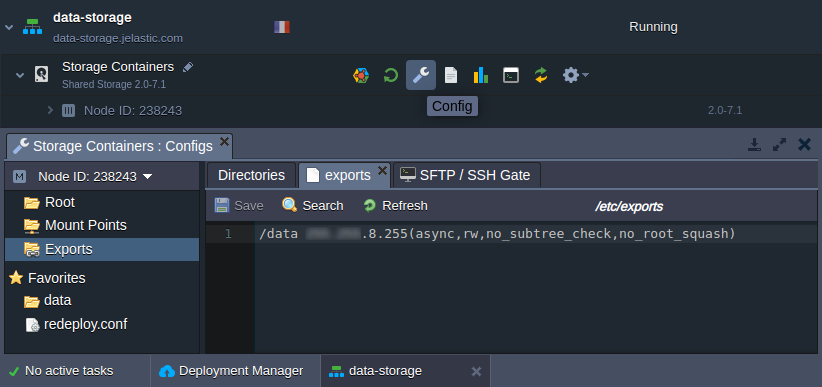 data-storage
data-storage.jelastic.com
Running
Storage Containers
Shared Storage 2.0-7.1
Config
Node ID: 238243
2.0-7.1
Storage Containers : Configs
M Node ID: 238243
Directories
exports
SFTP / SSH Gate
Save
Search
Refresh
/etc/exports
Root
Mount Points
Exports
Favorites
data
redeploy.conf
1 /data .8.255(async,rw,no_subtree_check,no_root_squash)
No active tasks
Deployment Manager
data-storage